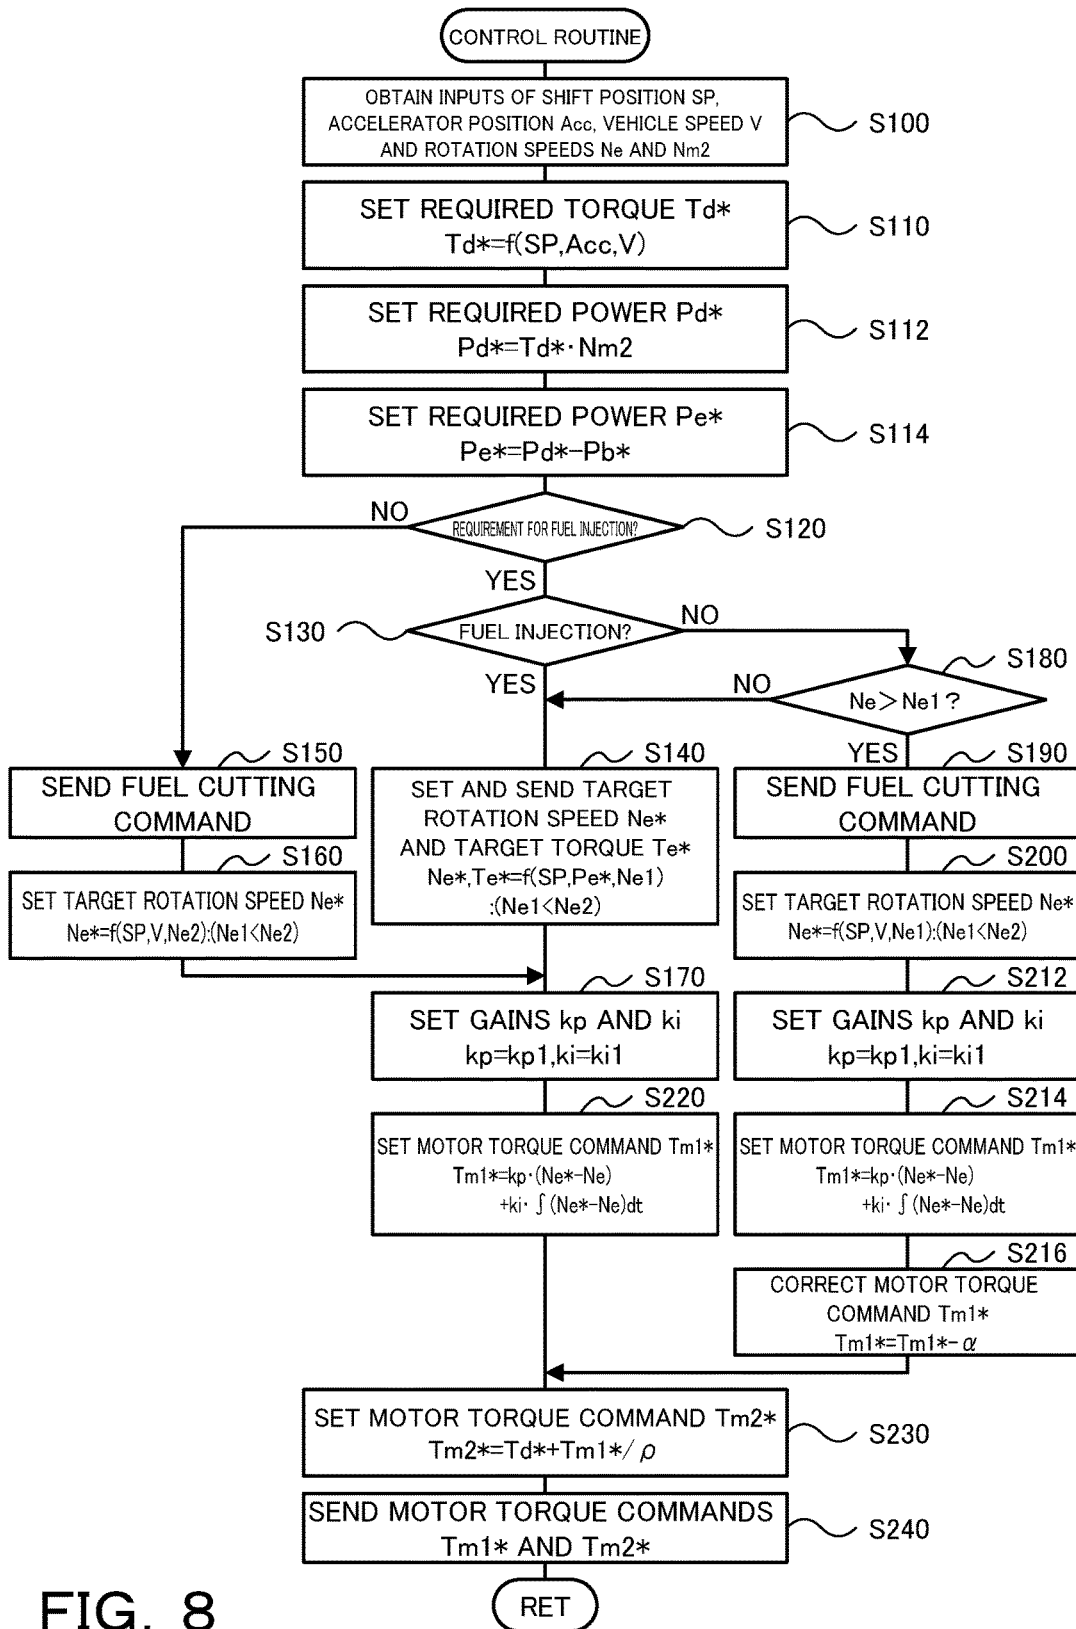 CONTROL ROUTINE
OBTAIN INPUTS OF SHIFT POSITION SP,
ACCELERATOR POSITION Acc, VEHICLE SPEED V
AND ROTATION SPEEDS Ne AND Nm2
S100
SET REQUIRED TORQUE Td*
Td*=f(SP,Acc,V)
S110
SET REQUIRED POWER Pd*
Pd*=Td*·Nm2
S112
SET REQUIRED POWER Pe*
Pe*=Pd*-Pb*
S114
NO
REQUIREMENT FOR FUEL INJECTION?
S120
YES
S130
FUEL INJECTION?
NO
YES
S180
NO
Ne>Ne1?
YES
S150
SEND FUEL CUTTING
COMMAND
S160
SET TARGET ROTATION SPEED Ne*
Ne*=f(SP,V,Ne2):(Ne1<Ne2)
S140
SET AND SEND TARGET
ROTATION SPEED Ne*
AND TARGET TORQUE Te*
Ne*,Te*=f(SP,Pe*,Ne1)
:(Ne1<Ne2)
S190
SEND FUEL CUTTING
COMMAND
S200
SET TARGET ROTATION SPEED Ne*
Ne*=f(SP,V,Ne1):(Ne1<Ne2)
S170
SET GAINS kp AND ki
kp=kp1,ki=ki1
S212
SET GAINS kp AND ki
kp=kp1,ki=ki1
S220
SET MOTOR TORQUE COMMAND Tm1*
Tm1*=kp·(Ne*-Ne)
+ki·∫(Ne*-Ne)dt
S214
SET MOTOR TORQUE COMMAND Tm1*
Tm1*=kp·(Ne*-Ne)
+ki·∫(Ne*-Ne)dt
S216
CORRECT MOTOR TORQUE
COMMAND Tm1*
Tm1*=Tm1*-α
SET MOTOR TORQUE COMMAND Tm2*
Tm2*=Td*+Tm1*/ρ
S230
SEND MOTOR TORQUE COMMANDS
Tm1* AND Tm2*
S240
RET
FIG. 8